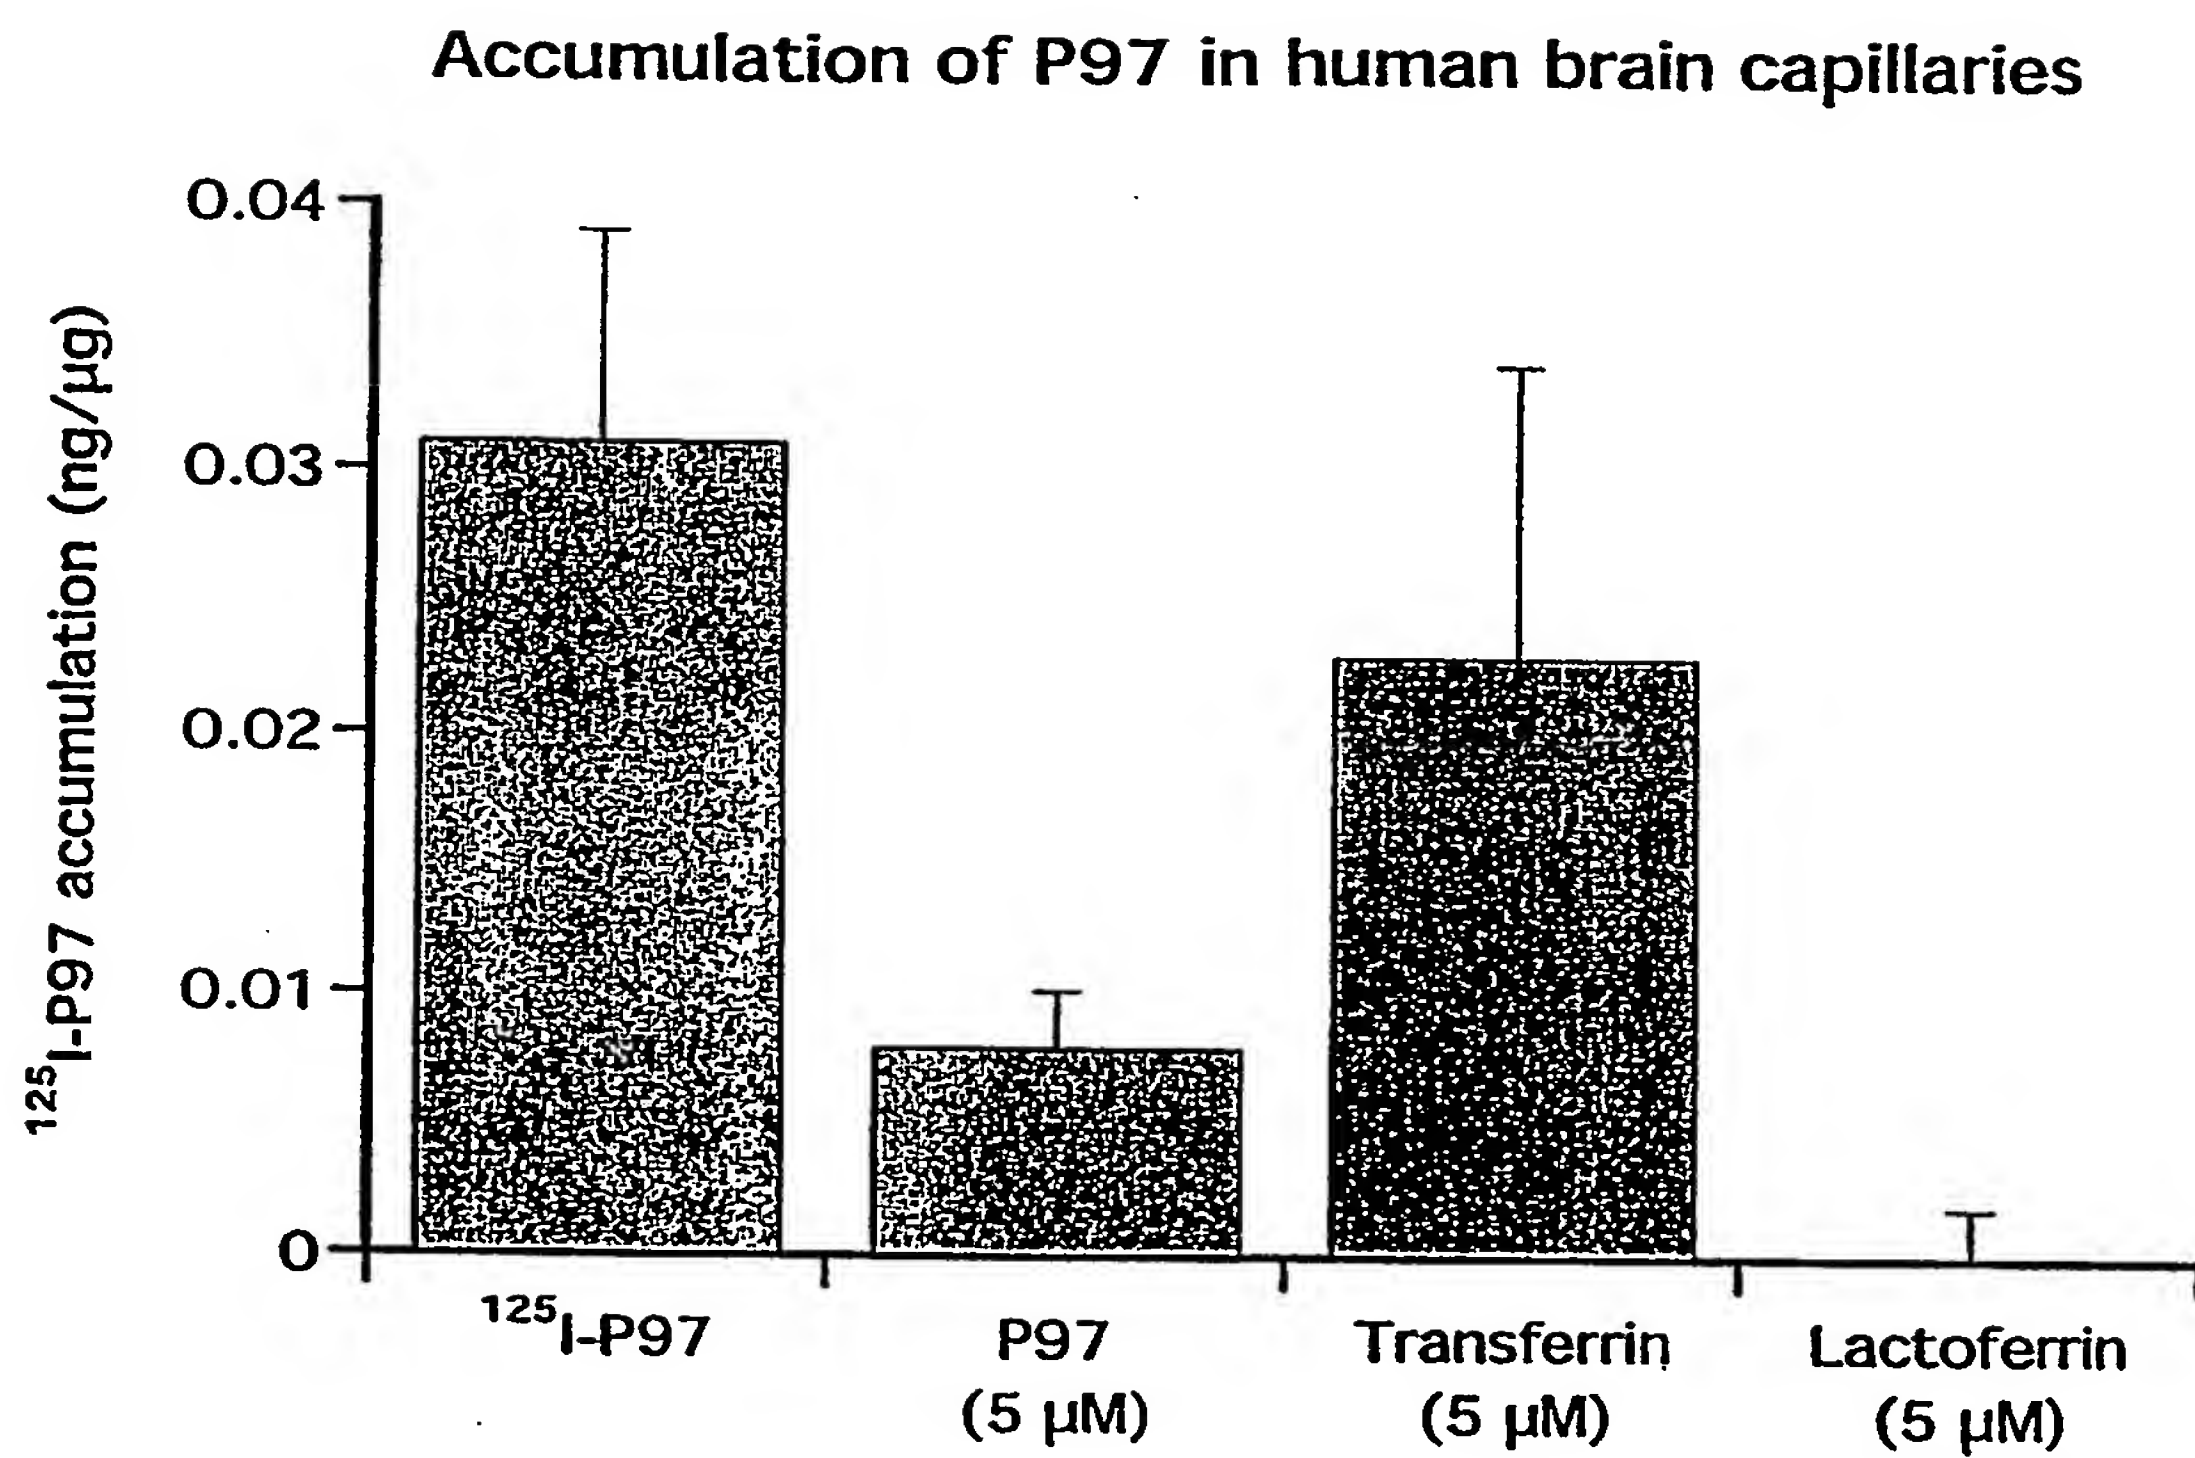 Accumulation of P97 in human brain capillaries
¹²⁵I-P97 accumulation (ng/µg)
0.04
0.03
0.02
0.01
0
¹²⁵I-P97
P97
(5 µM)
Transferrin
(5 µM)
Lactoferrin
(5 µM)